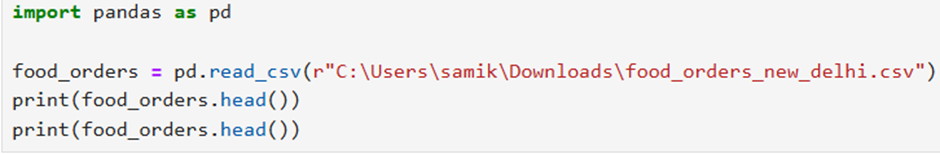 import pandas as pd
food_orders = pd.read_csv(r"C:\Users\samik\Downloads\food_orders_new_delhi.csv")
print(food_orders.head())
print(food_orders.head())